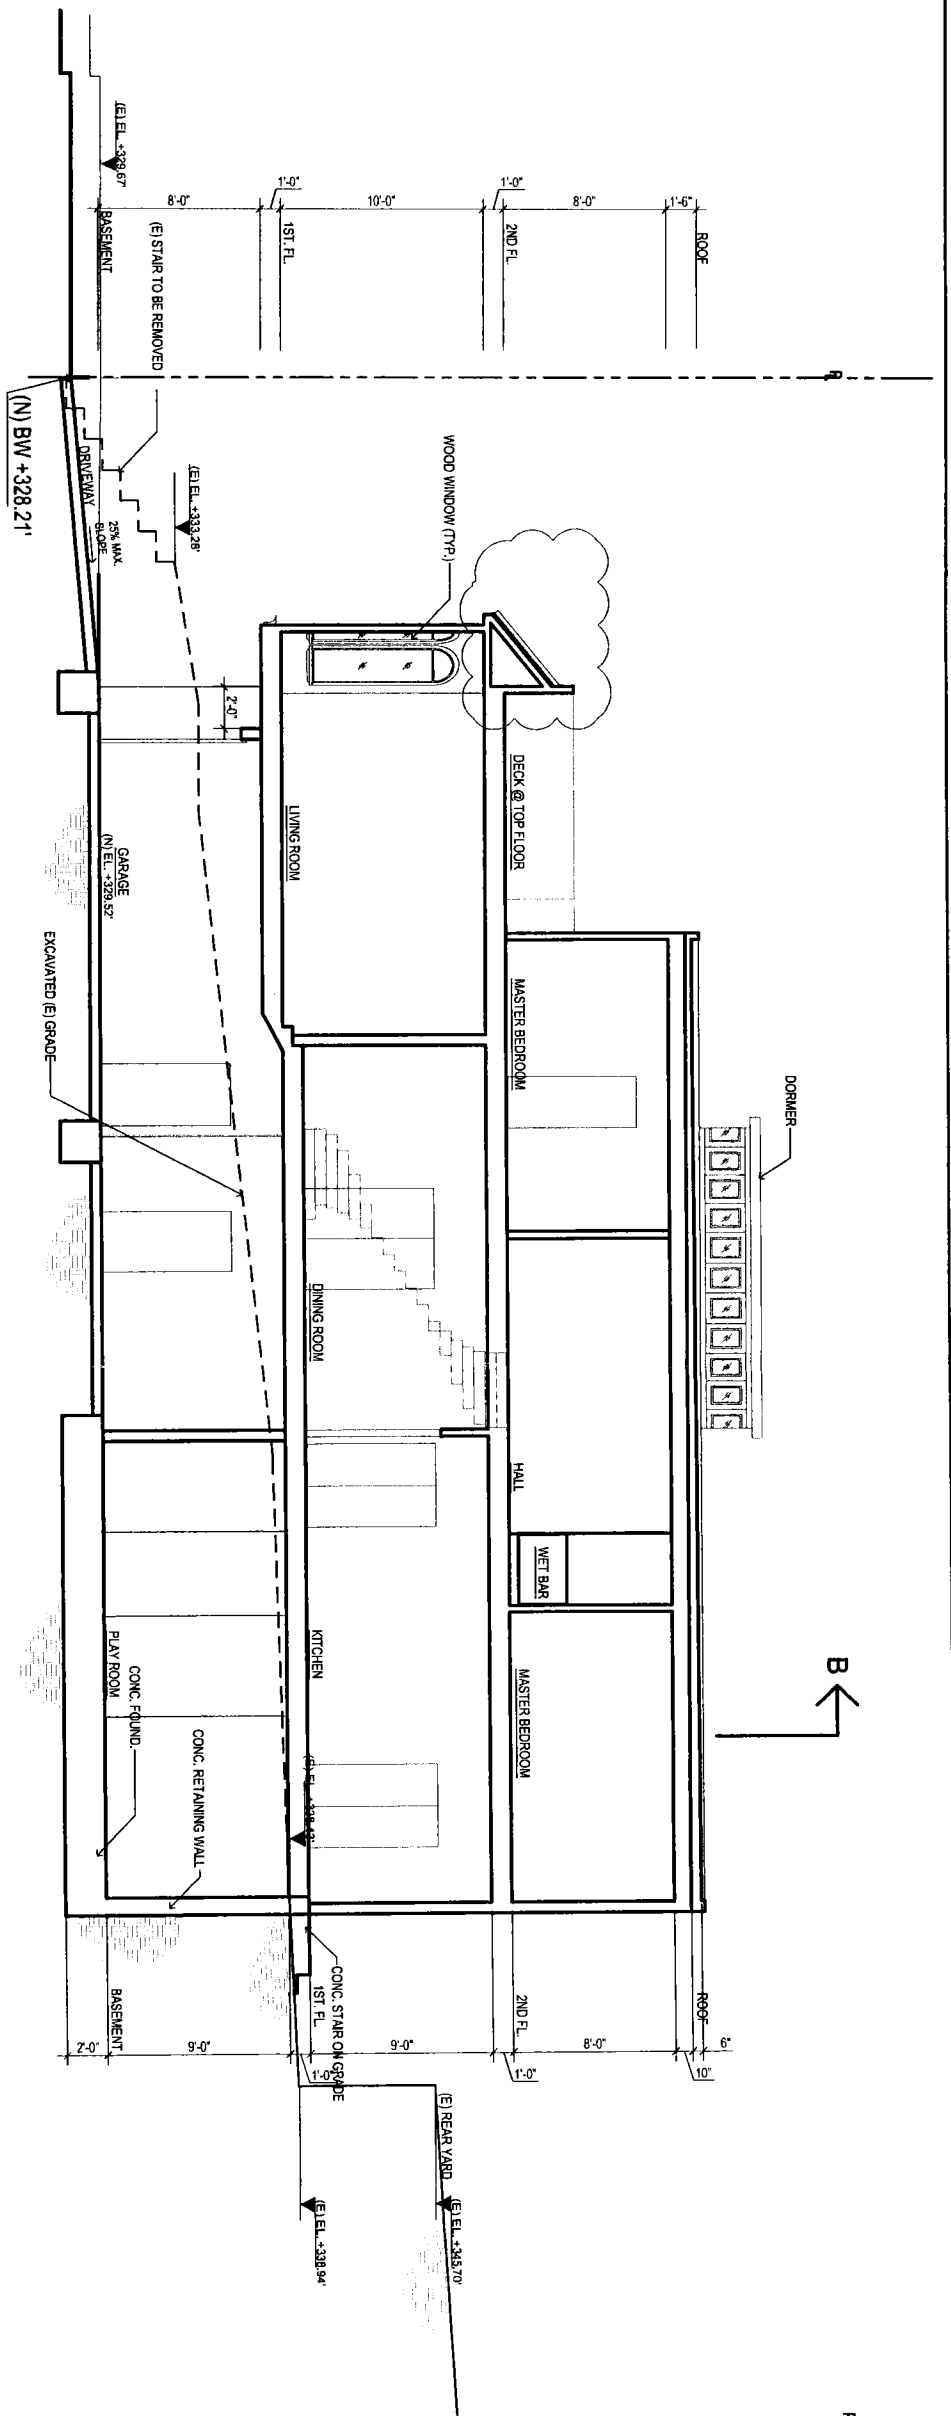 ROOF
1'-6"
8'-0"
2ND FL.
1'-0"
10'-0"
1ST. FL.
1'-0"
8'-0"
BASEMENT
(E) EL. +329.67'
(E) STAIR TO BE REMOVED
(N) BW +328.21'
DRIVEWAY
25% MAX.
SLOPE
(E) EL. +333.28'
WOOD WINDOW (TYP.)
2'-0"
DECK @ TOP FLOOR
LIVING ROOM
GARAGE
(N) EL. +329.52'
EXCAVATED (E) GRADE
DORMER
MASTER BEDROOM
DINING ROOM
HALL
WET BAR
KITCHEN
PLAY ROOM
CONC. FOUND.
CONC. RETAINING WALL
B
MASTER BEDROOM
CONC. STAIR ON GRADE
ROOF
6"
10"
8'-0"
2ND FL.
1'-0"
9'-0"
1ST. FL.
1'-0"
9'-0"
BASEMENT
2'-0"
(E) REAR YARD
(E) EL. +345.70'
(E) EL. +338.94'